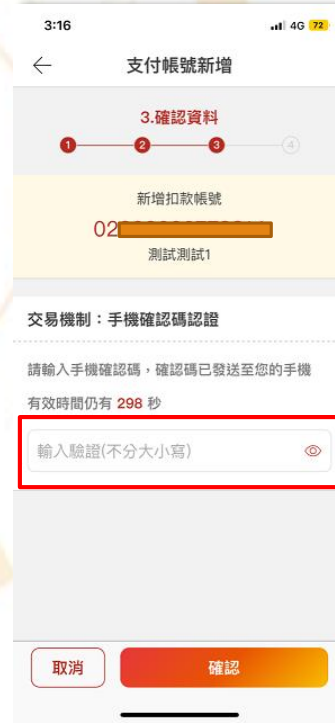 3:16
4G 72
支付帳號新增
3.確認資料
1 2 3 4
新增扣款帳號
02
測試測試1
交易機制：手機確認碼認證
請輸入手機確認碼，確認碼已發送至您的手機
有效時間仍有 298 秒
輸入驗證(不分大小寫)
取消 確認